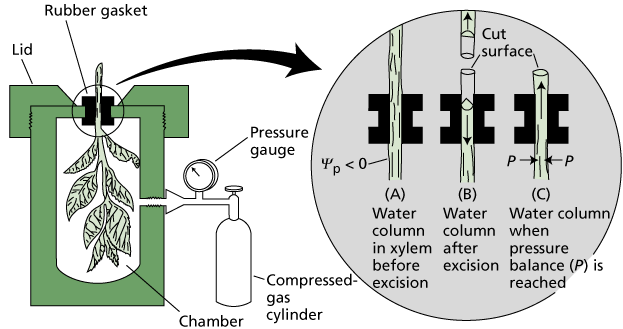 Rubber gasket
Lid
Pressure
gauge
Compressed-
gas
cylinder
Chamber
Cut
surface
Ψp < 0
P
P
(A)
Water
column
in xylem
before
excision
(B)
Water
column
after
excision
(C)
Water column
when
pressure
balance (P) is
reached